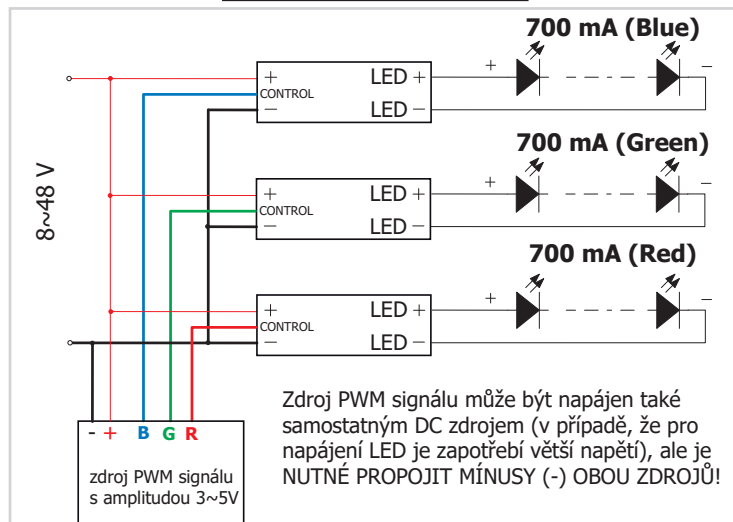 700 mA (Blue)
+ LED + + −
CONTROL
− LED −
8~48 V
700 mA (Green)
+ LED + + −
CONTROL
− LED −
700 mA (Red)
+ LED + + −
CONTROL
− LED −
- + B G R
zdroj PWM signálu
s amplitudou 3~5V
Zdroj PWM signálu může být napájen také
samostatným DC zdrojem (v případě, že pro
napájení LED je zapotřebí větší napětí), ale je
NUTNÉ PROPOJIT MÍNUSY (-) OBOU ZDROJŮ!